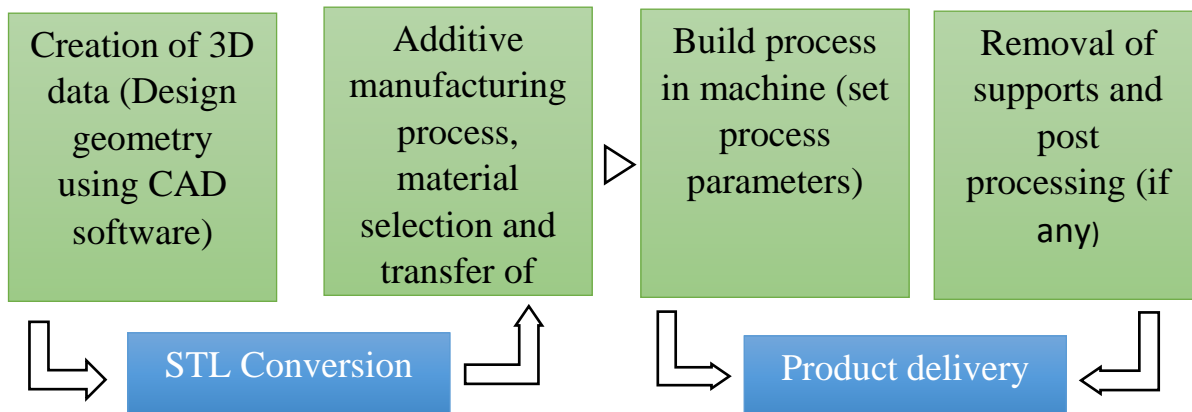 Creation of 3D
data (Design
geometry
using CAD
software)
Additive
manufacturing
process,
material
selection and
transfer of
Build process
in machine (set
process
parameters)
Removal of
supports and
post
processing (if
any)
STL Conversion
Product delivery